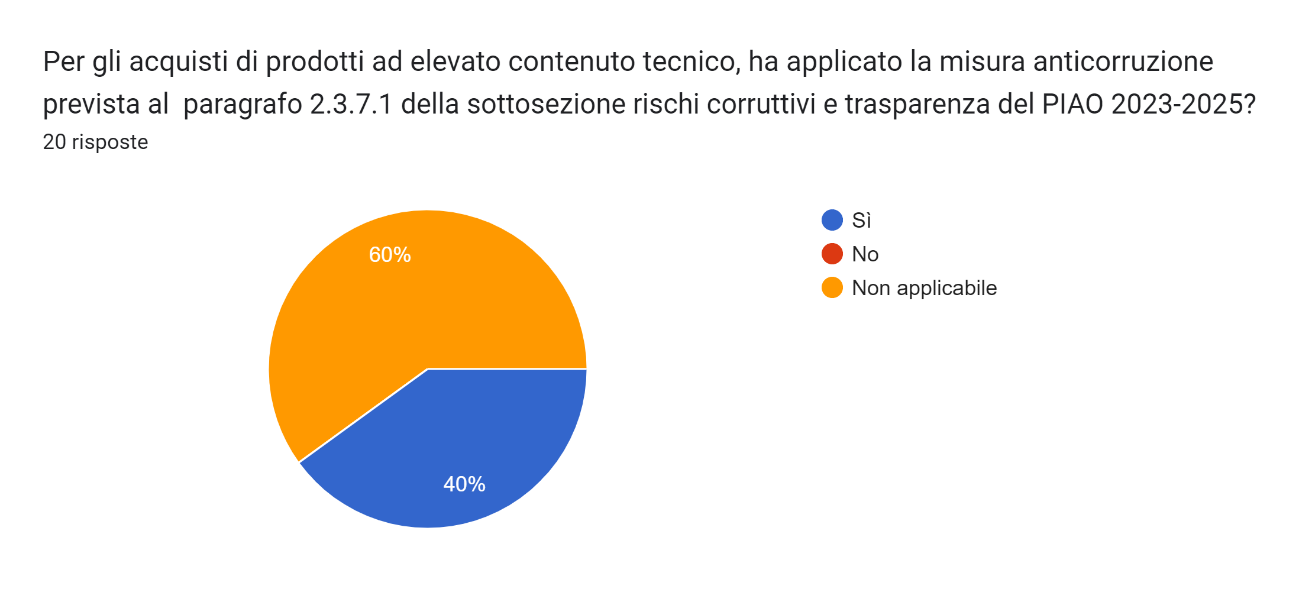 Per gli acquisti di prodotti ad elevato contenuto tecnico, ha applicato la misura anticorruzione
prevista al  paragrafo 2.3.7.1 della sottosezione rischi corruttivi e trasparenza del PIAO 2023-2025?
20 risposte
Sì
No
Non applicabile
60%
40%